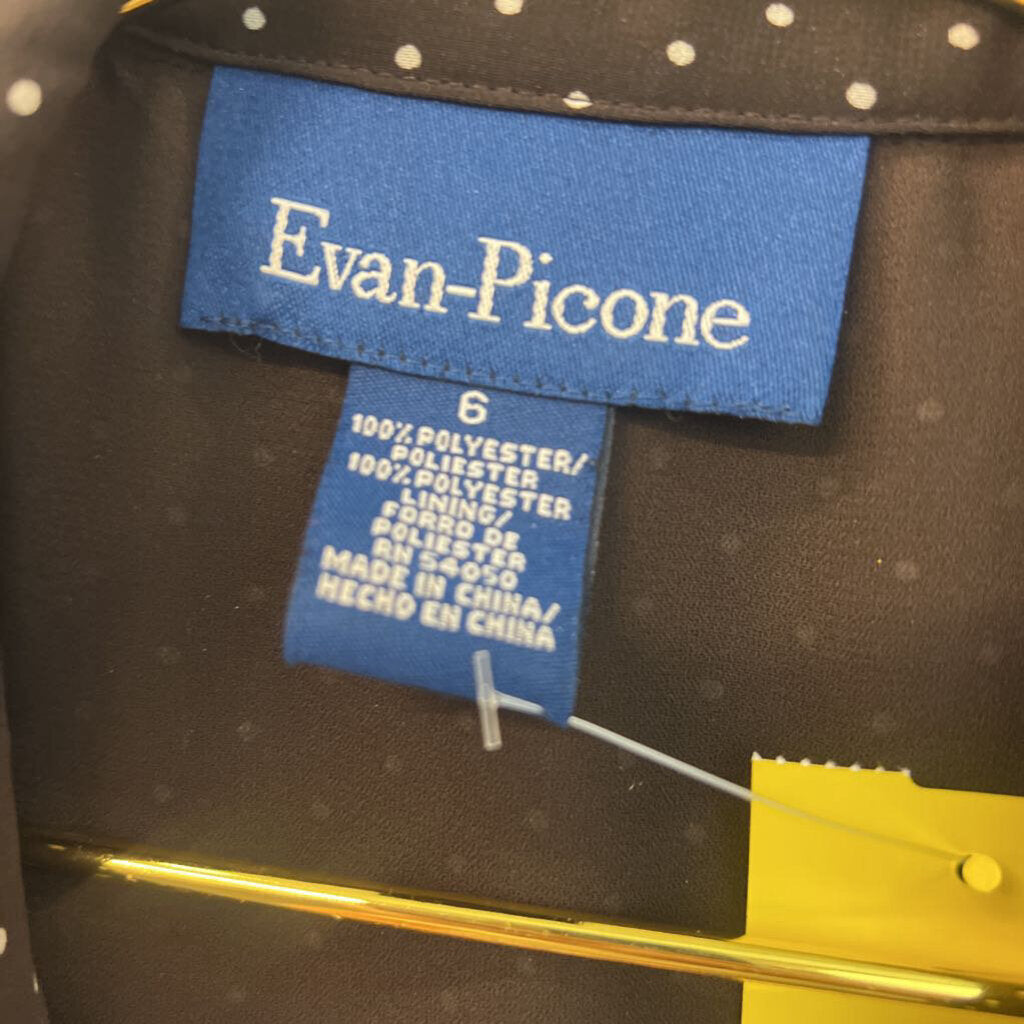 Evan-Picone
6
100% POLYESTER/
POLIESTER
100% POLYESTER
LINING/
FORRO DE
POLIESTER
RN 54050
MADE IN CHINA/
HECHO EN CHINA